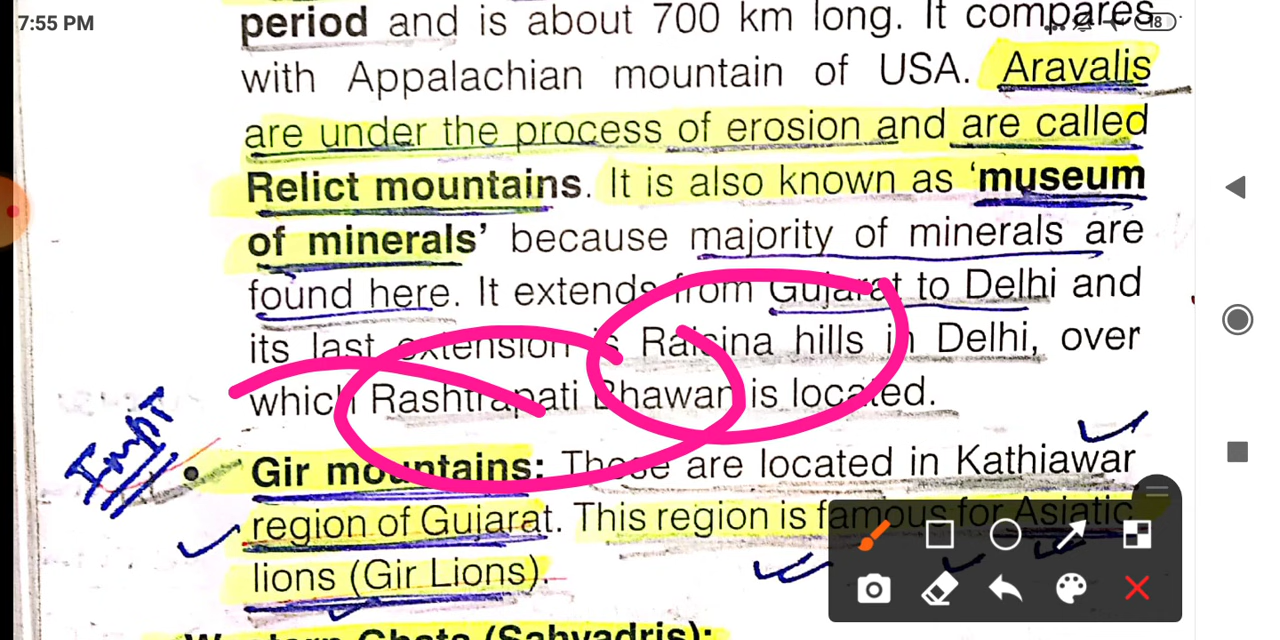 7:55 PM
18
period and is about 700 km long. It compares
with Appalachian mountain of USA. Aravalis
are under the process of erosion and are called
Relict mountains. It is also known as ‘museum
of minerals’ because majority of minerals are
found here. It extends from Gujarat to Delhi and
its last extension is Raisina hills in Delhi, over
which Rashtrapati Bhawan is located.
IMPT
• Gir mountains: These are located in Kathiawar
region of Gujarat. This region is famous for Asiatic
lions (Gir Lions).
Western Ghats (Sahyadris):